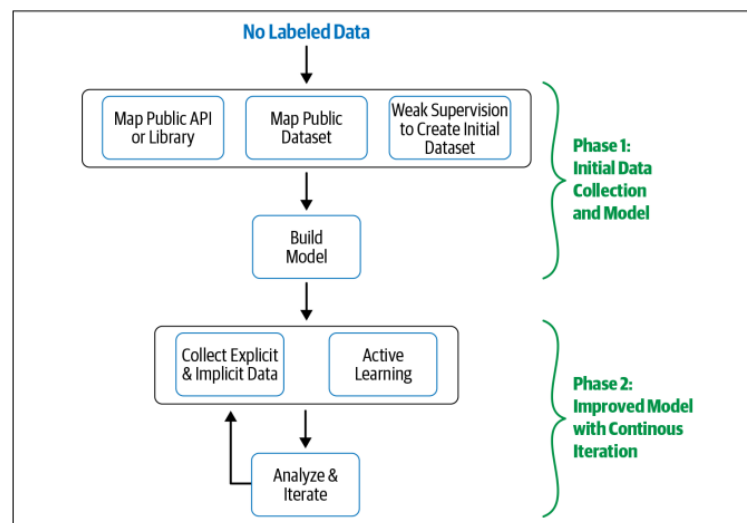 No Labeled Data
Map Public API
or Library
Map Public
Dataset
Weak Supervision
to Create Initial
Dataset
Phase 1:
Initial Data
Collection
and Model
Build
Model
Collect Explicit
& Implicit Data
Active
Learning
Phase 2:
Improved Model
with Continous
Iteration
Analyze &
Iterate